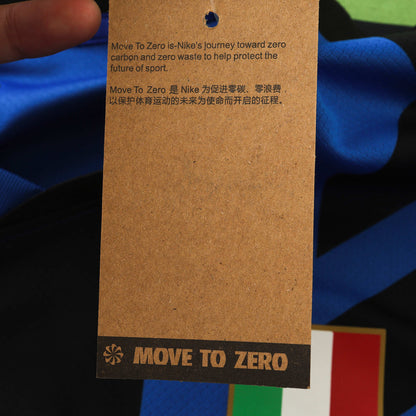 Move To Zero is-Nike's journey toward zero
carbon and zero waste to help protect the
future of sport.
Move To Zero 是 Nike 为促进零碳、零浪费,
以保护体育运动的未来为使命而开启的征程。
MOVE TO ZERO